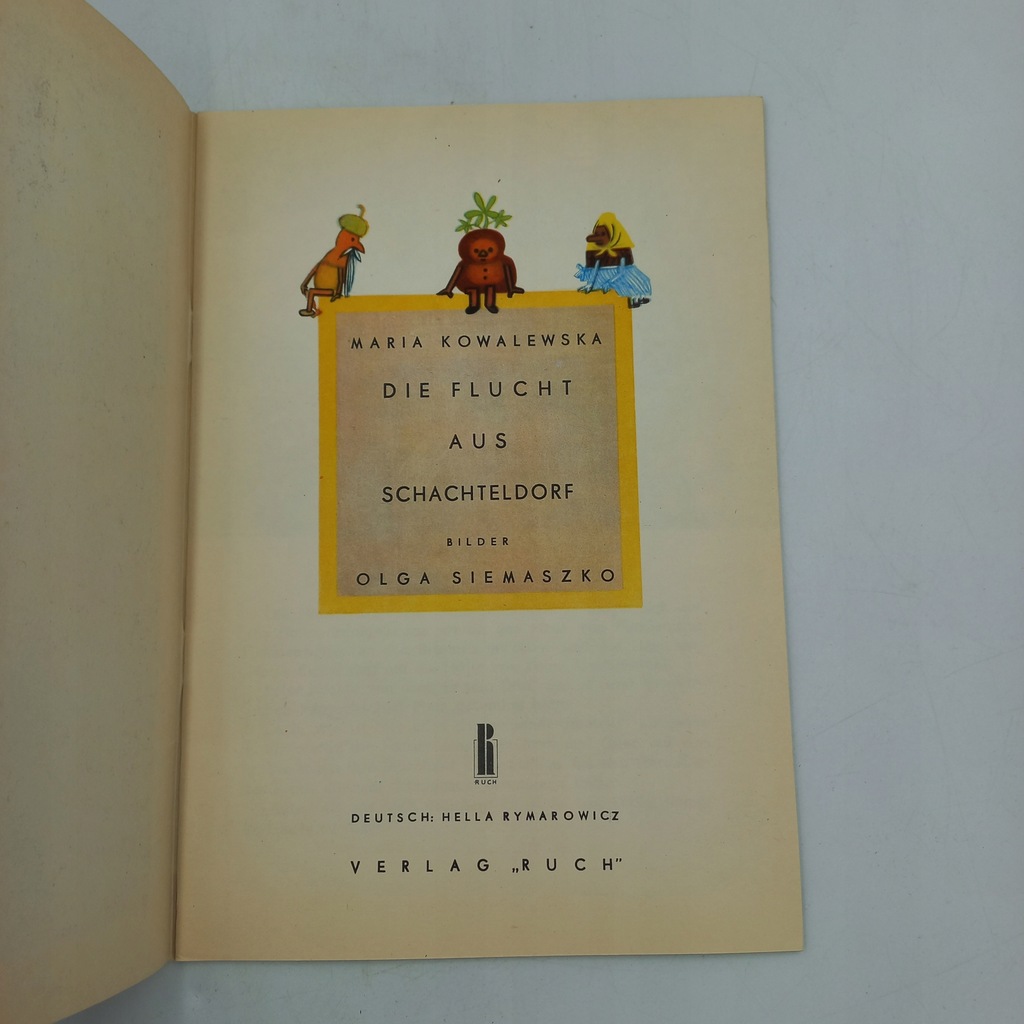 MARIA KOWALEWSKA
DIE FLUCHT
AUS
SCHACHTELDORF
BILDER
OLGA SIEMASZKO
R
RUCH
DEUTSCH: HELLA RYMAROWICZ
VERLAG „RUCH”